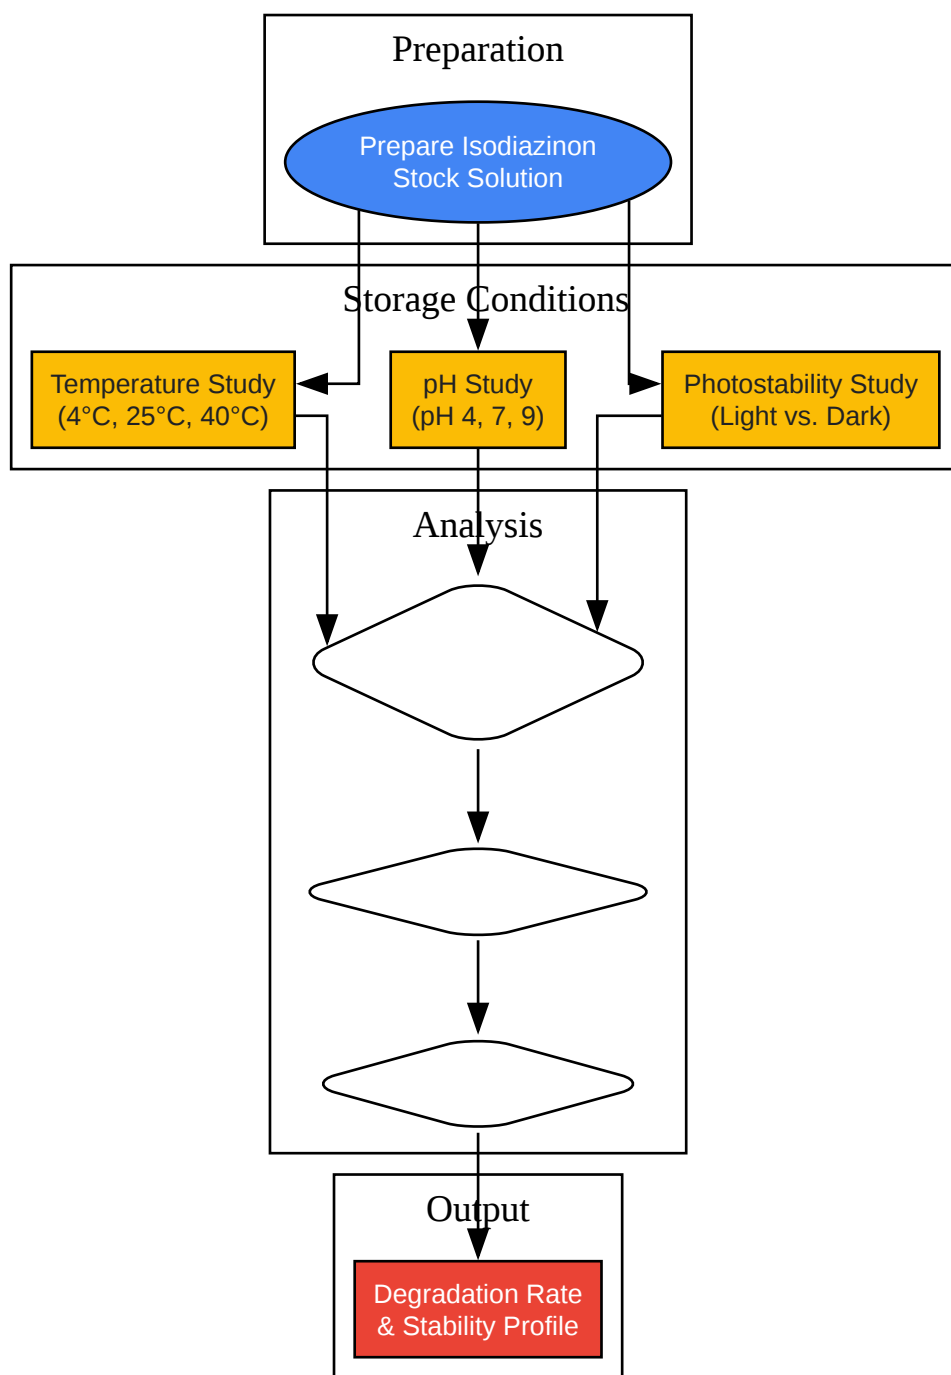 Preparation
Prepare Isodiazinon
Stock Solution
Storage Conditions
Temperature Study
(4°C, 25°C, 40°C)
pH Study
(pH 4, 7, 9)
Photostability Study
(Light vs. Dark)
Analysis
Output
Degradation Rate
& Stability Profile